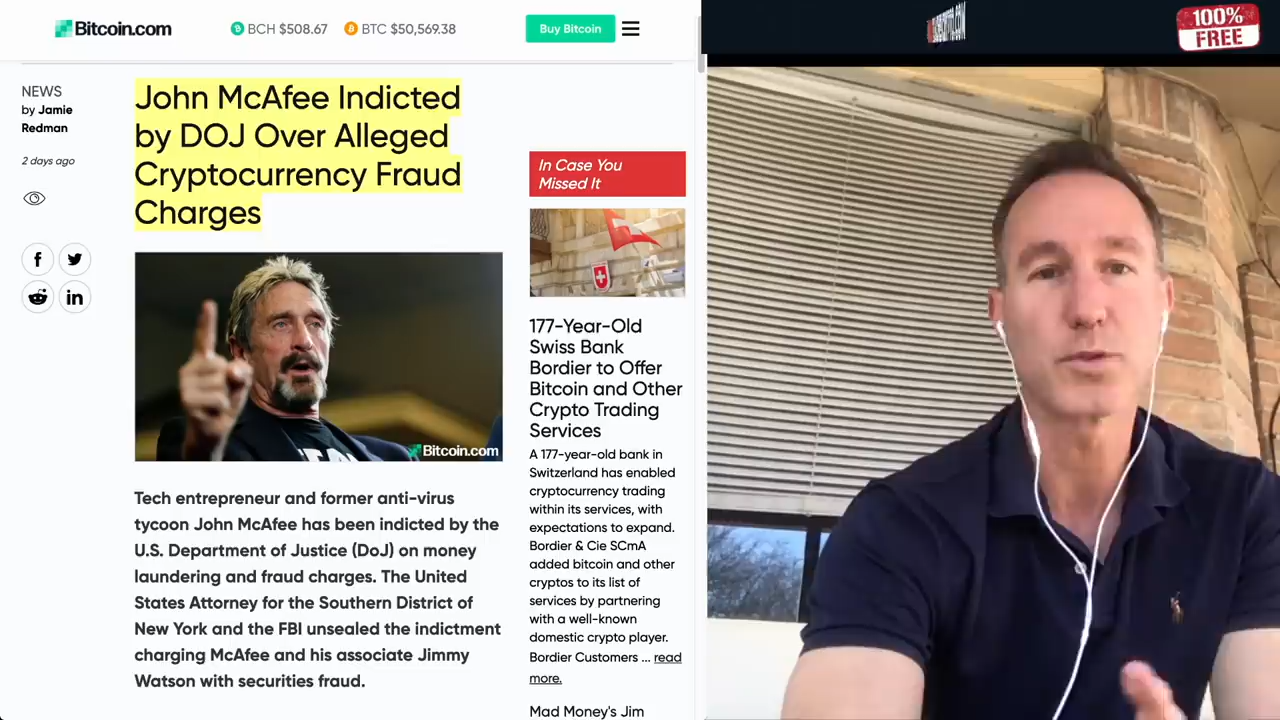 Bitcoin.com
BCH $508.67
BTC $50,569.38
Buy Bitcoin
NEWS
by Jamie
Redman
2 days ago
John McAfee Indicted
by DOJ Over Alleged
Cryptocurrency Fraud
Charges
Bitcoin.com
Tech entrepreneur and former anti-virus
tycoon John McAfee has been indicted by the
U.S. Department of Justice (DoJ) on money
laundering and fraud charges. The United
States Attorney for the Southern District of
New York and the FBI unsealed the indictment
charging McAfee and his associate Jimmy
Watson with securities fraud.
In Case You
Missed It
177-Year-Old
Swiss Bank
Bordier to Offer
Bitcoin and Other
Crypto Trading
Services
A 177-year-old bank in
Switzerland has enabled
cryptocurrency trading
within its services, with
expectations to expand.
Bordier & Cie SCmA
added bitcoin and other
cryptos to its list of
services by partnering
with a well-known
domestic crypto player.
Bordier Customers ... read
more.
Mad Money's Jim
100%
FREE